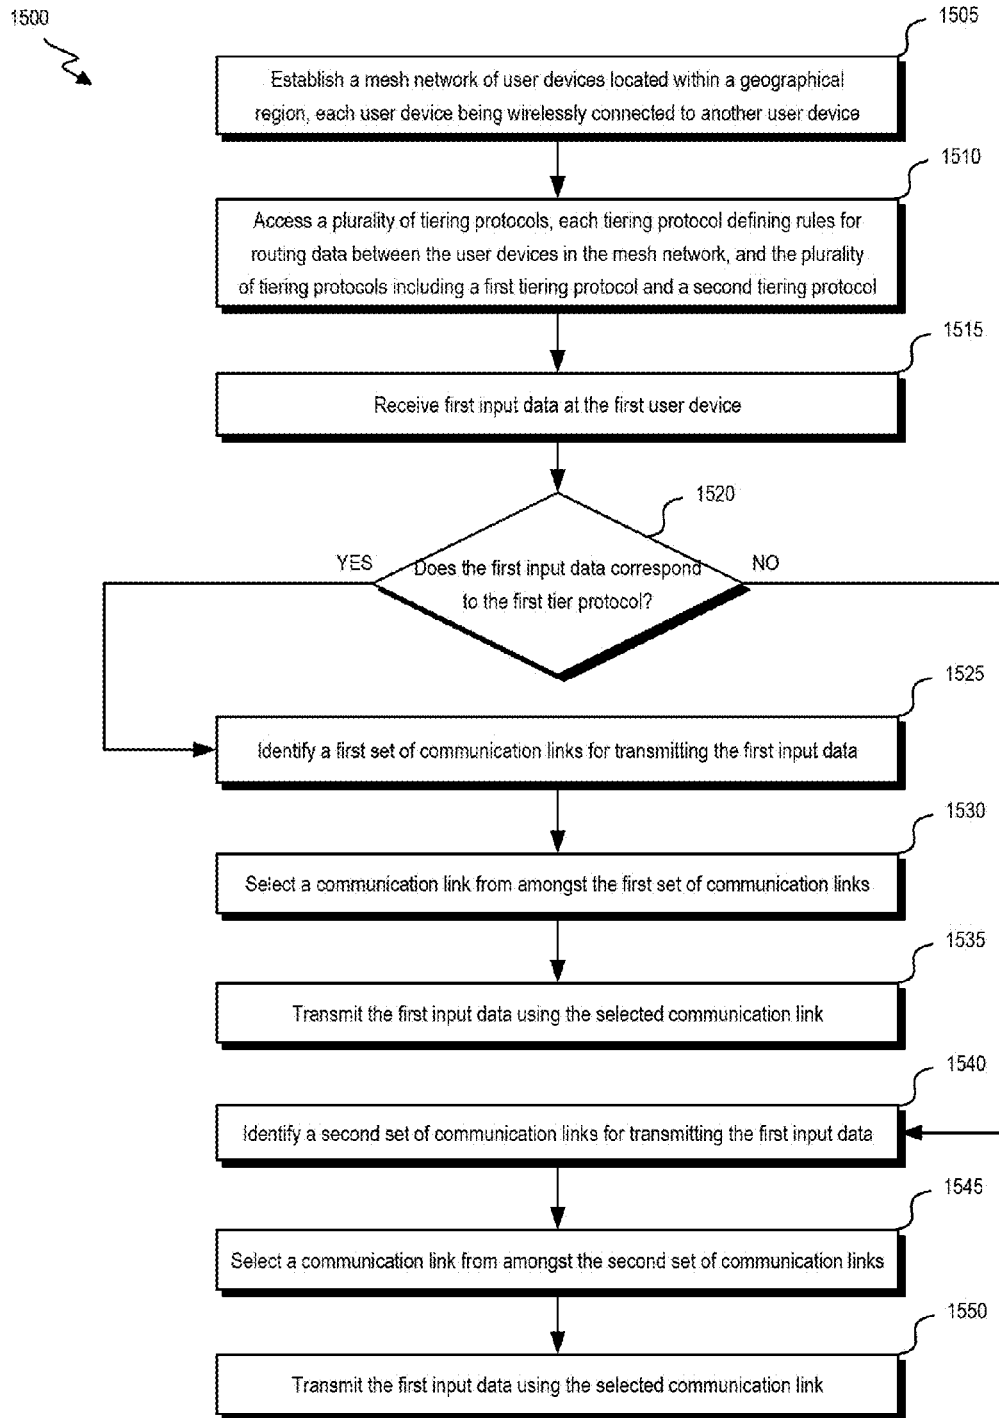 1500
1505
Establish a mesh network of user devices located within a geographical
region, each user device being wirelessly connected to another user device
1510
Access a plurality of tiering protocols, each tiering protocol defining rules for
routing data between the user devices in the mesh network, and the plurality
of tiering protocols including a first tiering protocol and a second tiering protocol
1515
Receive first input data at the first user device
1520
YES
NO
Does the first input data correspond
to the first tier protocol?
1525
Identify a first set of communication links for transmitting the first input data
1530
Select a communication link from amongst the first set of communication links
1535
Transmit the first input data using the selected communication link
1540
Identify a second set of communication links for transmitting the first input data
1545
Select a communication link from amongst the second set of communication links
1550
Transmit the first input data using the selected communication link